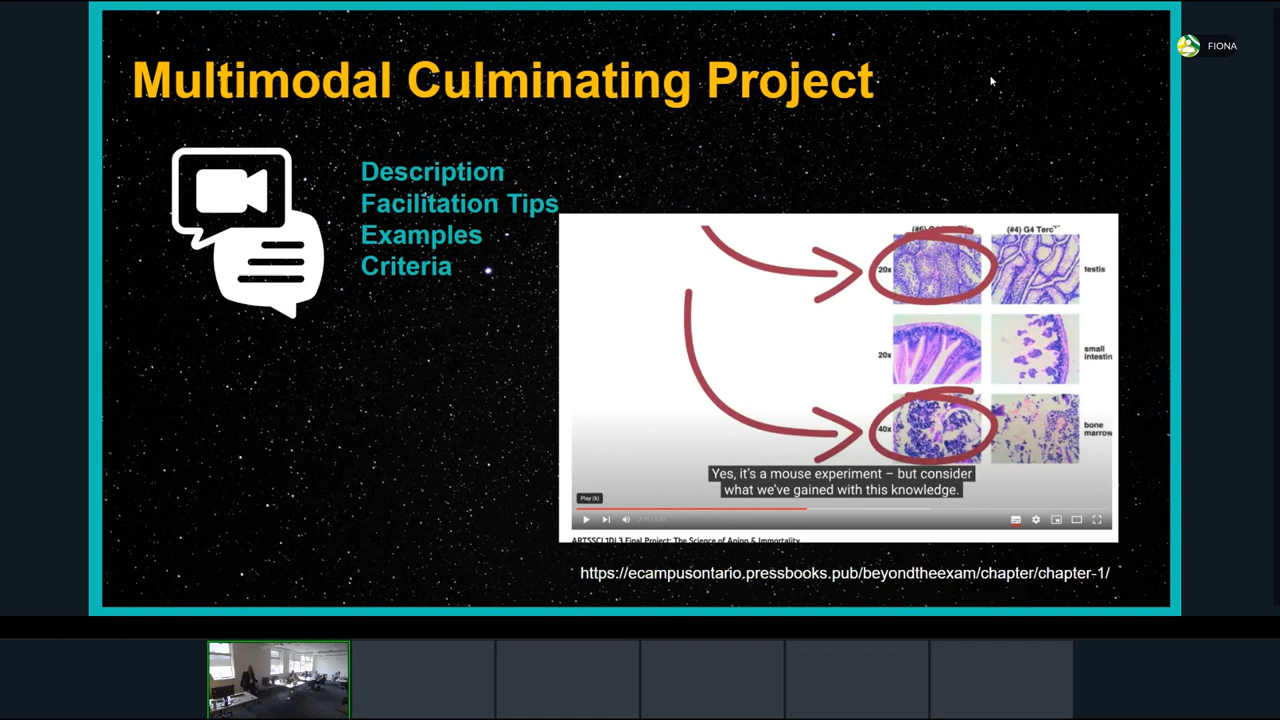 Multimodal Culminating Project
FIONA
Description
Facilitation Tips
Examples
Criteria
(#4) G4 Terc
20x
testis
20x
small
intestin
40x
bone
marrow
Yes, it's a mouse experiment – but consider
what we've gained with this knowledge.
Play (k)
ARTSSCI 1DL3 Final Project: The Science of Aging & Immortality
https://ecampusontario.pressbooks.pub/beyondtheexam/chapter/chapter-1/